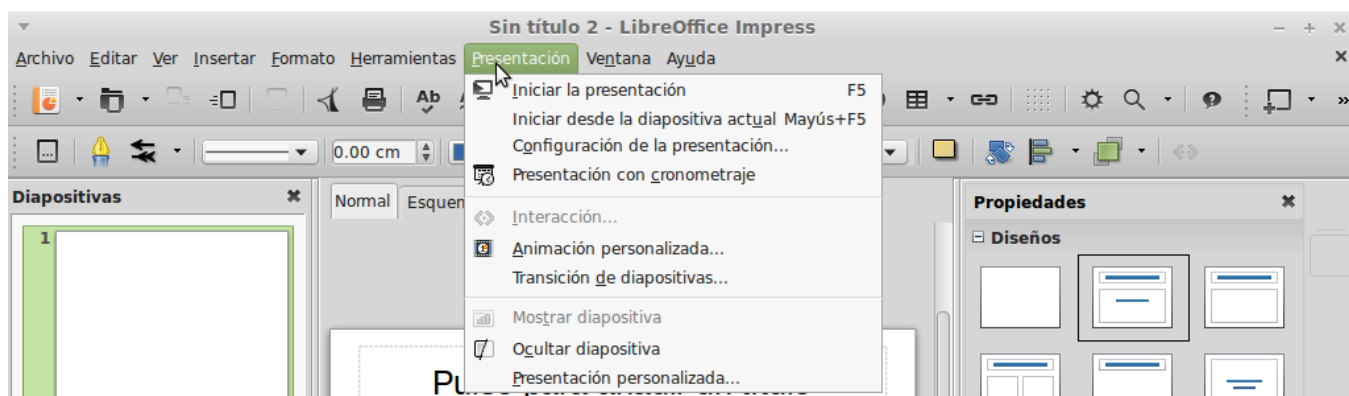 Sin título 2 - LibreOffice Impress
Archivo Editar Ver Insertar Formato Herramientas Presentación Ventana Ayuda
Iniciar la presentación F5
Iniciar desde la diapositiva actual Mayús+F5
0.00 cm
Configuración de la presentación...
Presentación con cronometraje
Diapositivas
Normal
Propiedades
Interacción...
1
Diseños
Animación personalizada...
Transición de diapositivas...
Mostrar diapositiva
Ocultar diapositiva
Presentación personalizada...